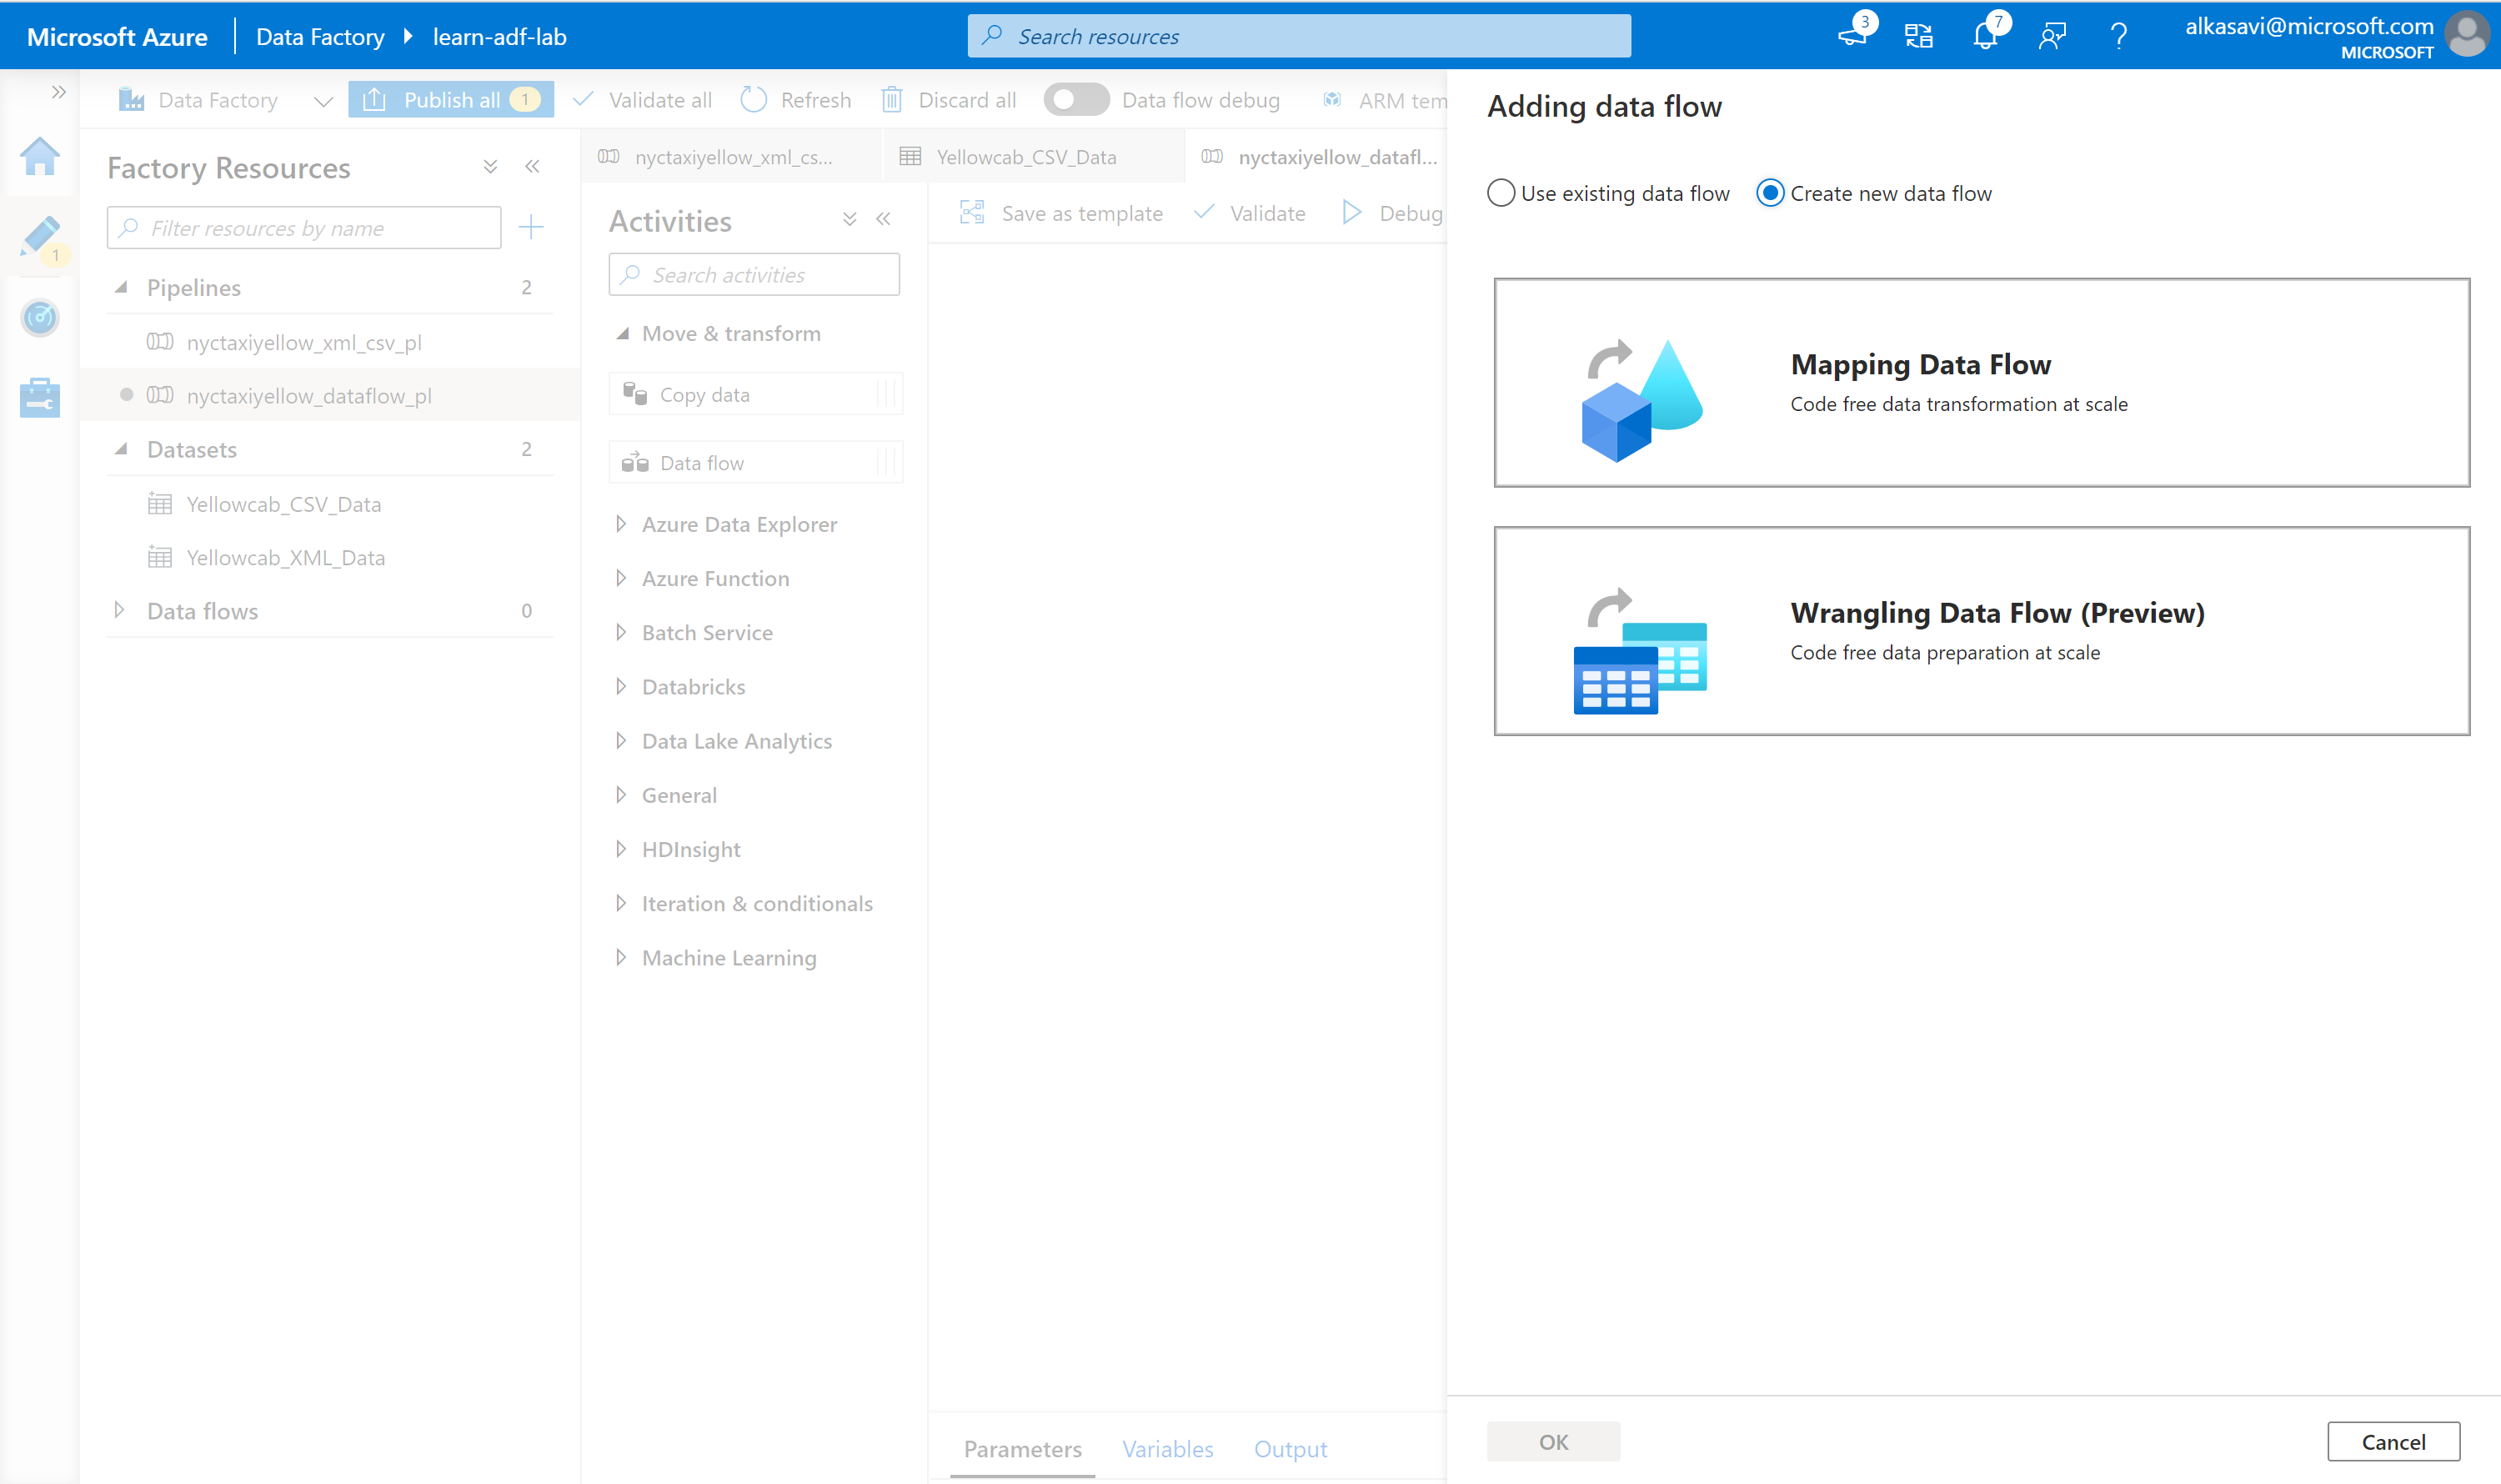 Microsoft Azure
Data Factory
learn-adf-lab
Search resources
3
7
alkasavi@microsoft.com
MICROSOFT
Data Factory
Publish all 1
Validate all
Refresh
Discard all
Data flow debug
ARM tem
1
Factory Resources
Filter resources by name
Pipelines 2
nyctaxiyellow_xml_csv_pl
nyctaxiyellow_dataflow_pl
Datasets 2
Yellowcab_CSV_Data
Yellowcab_XML_Data
Data flows 0
nyctaxiyellow_xml_cs...
Yellowcab_CSV_Data
nyctaxiyellow_datafl...
Activities
Search activities
Move & transform
Copy data
Data flow
Azure Data Explorer
Azure Function
Batch Service
Databricks
Data Lake Analytics
General
HDInsight
Iteration & conditionals
Machine Learning
Save as template
Validate
Debug
Parameters
Variables
Output
Adding data flow
Use existing data flow
Create new data flow
Mapping Data Flow
Code free data transformation at scale
Wrangling Data Flow (Preview)
Code free data preparation at scale
OK
Cancel